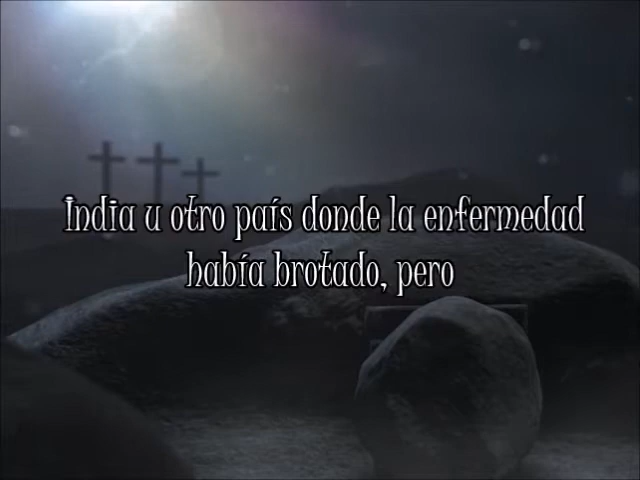 India u otro país donde la enfermedad
había brotado, pero